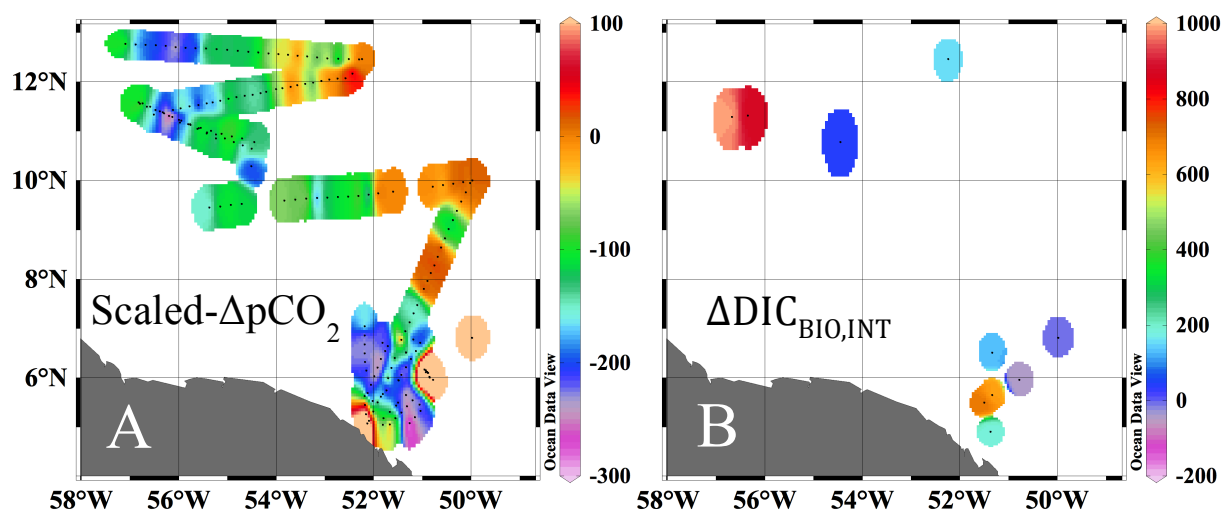 12°N
10°N
8°N
6°N
58°W 56°W 54°W 52°W 50°W
Scaled-ΔpCO₂
A
Ocean Data View
100
0
-100
-200
-300
58°W 56°W 54°W 52°W 50°W
ΔDIC_BIO,INT
B
Ocean Data View
1000
800
600
400
200
0
-200